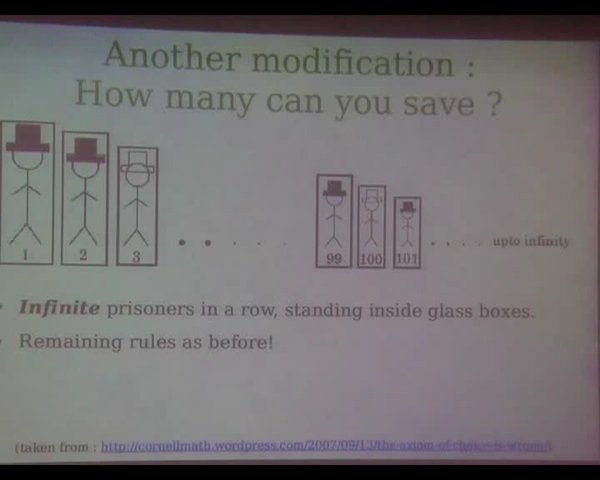 Another modification :
How many can you save ?
1 2 3 99 100 101 upto infinity
Infinite prisoners in a row, standing inside glass boxes.
Remaining rules as before!
(taken from : http://cornellmath.wordpress.com/2007/09/13/the-axiom-of-choice-is-wrong/)